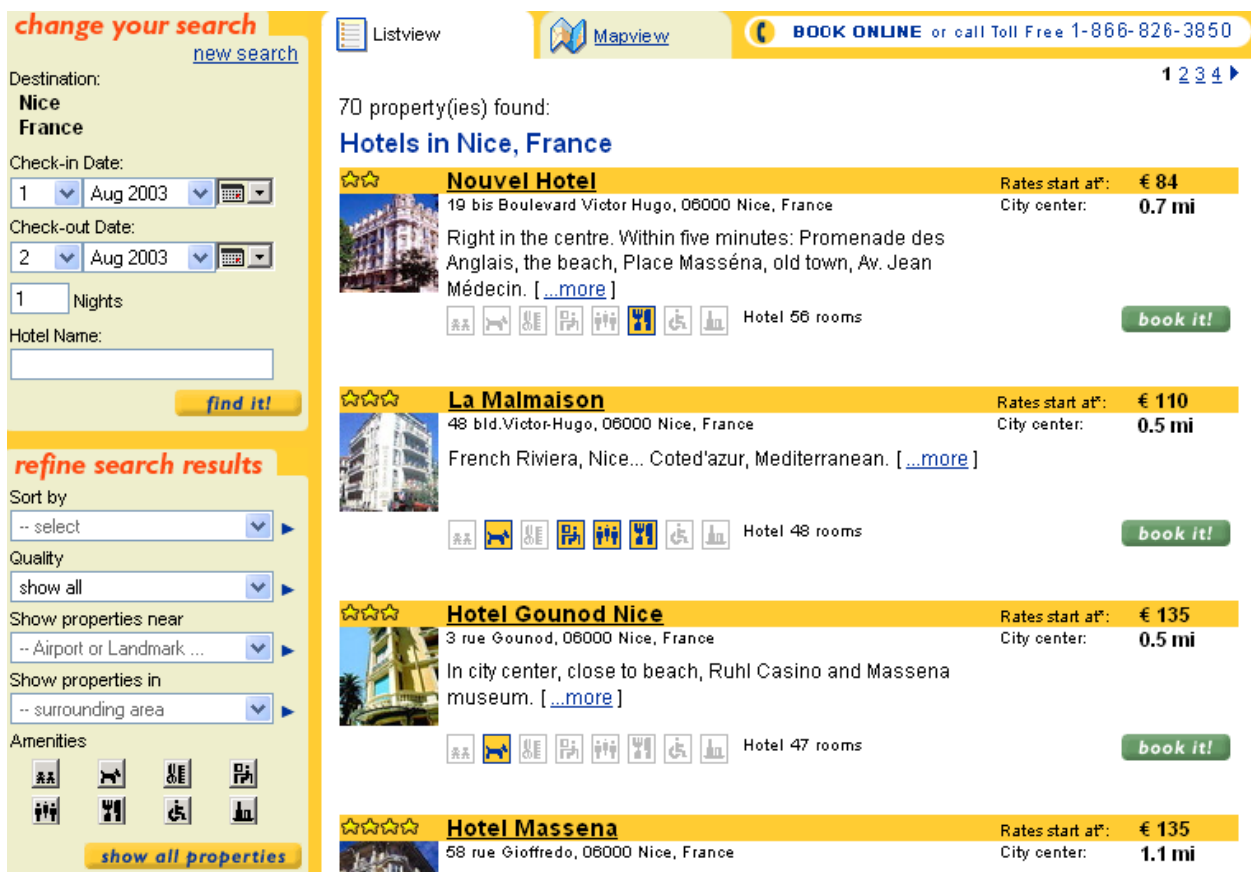 change your search
new search
Destination:
Nice
France
Check-in Date:
1 Aug 2003
Check-out Date:
2 Aug 2003
1 Nights
Hotel Name:
find it!
refine search results
Sort by
-- select
Quality
show all
Show properties near
-- Airport or Landmark ...
Show properties in
-- surrounding area
Amenities
show all properties
Listview
Mapview
BOOK ONLINE or call Toll Free 1-866-826-3850
1 2 3 4
70 property(ies) found:
Hotels in Nice, France
Nouvel Hotel
Rates start at*: € 84
19 bis Boulevard Victor Hugo, 06000 Nice, France
City center: 0.7 mi
Right in the centre. Within five minutes: Promenade des
Anglais, the beach, Place Masséna, old town, Av. Jean
Médecin. [ ...more ]
Hotel 56 rooms
book it!
La Malmaison
Rates start at*: € 110
48 bld.Victor-Hugo, 06000 Nice, France
City center: 0.5 mi
French Riviera, Nice... Coted'azur, Mediterranean. [ ...more ]
Hotel 48 rooms
book it!
Hotel Gounod Nice
Rates start at*: € 135
3 rue Gounod, 06000 Nice, France
City center: 0.5 mi
In city center, close to beach, Ruhl Casino and Massena
museum. [ ...more ]
Hotel 47 rooms
book it!
Hotel Massena
Rates start at*: € 135
58 rue Gioffredo, 06000 Nice, France
City center: 1.1 mi